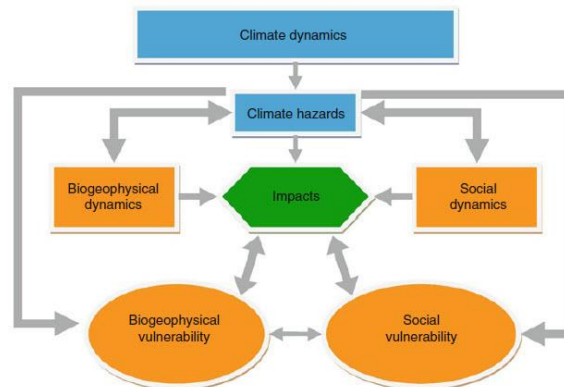 Climate dynamics
Climate hazards
Biogeophysical
dynamics
Impacts
Social
dynamics
Biogeophysical
vulnerability
Social
vulnerability